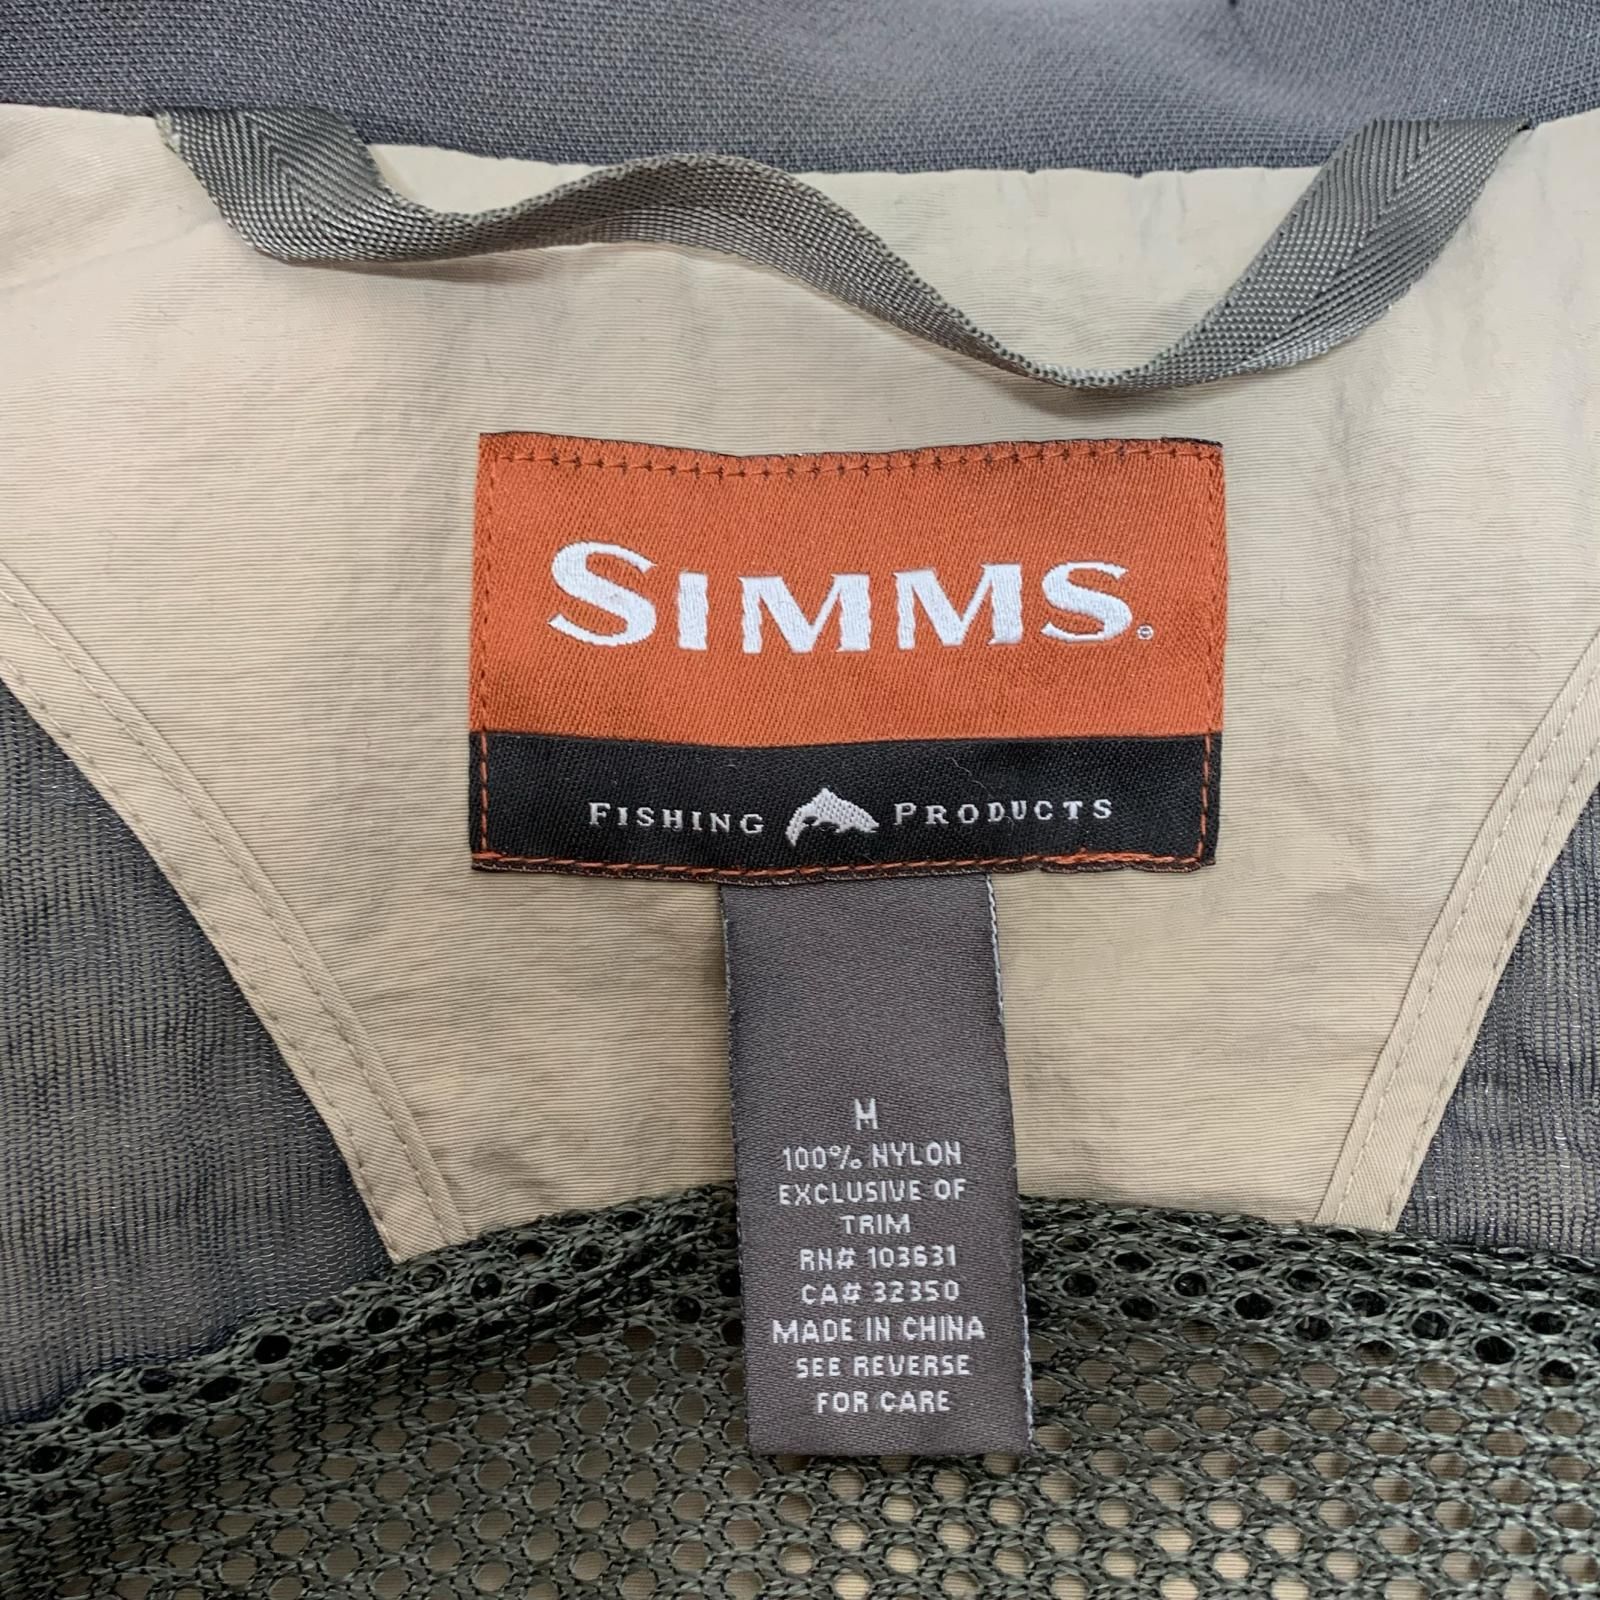 SIMMS®
FISHING PRODUCTS
M
100% NYLON
EXCLUSIVE OF
TRIM
RN# 103631
CA# 32350
MADE IN CHINA
SEE REVERSE
FOR CARE